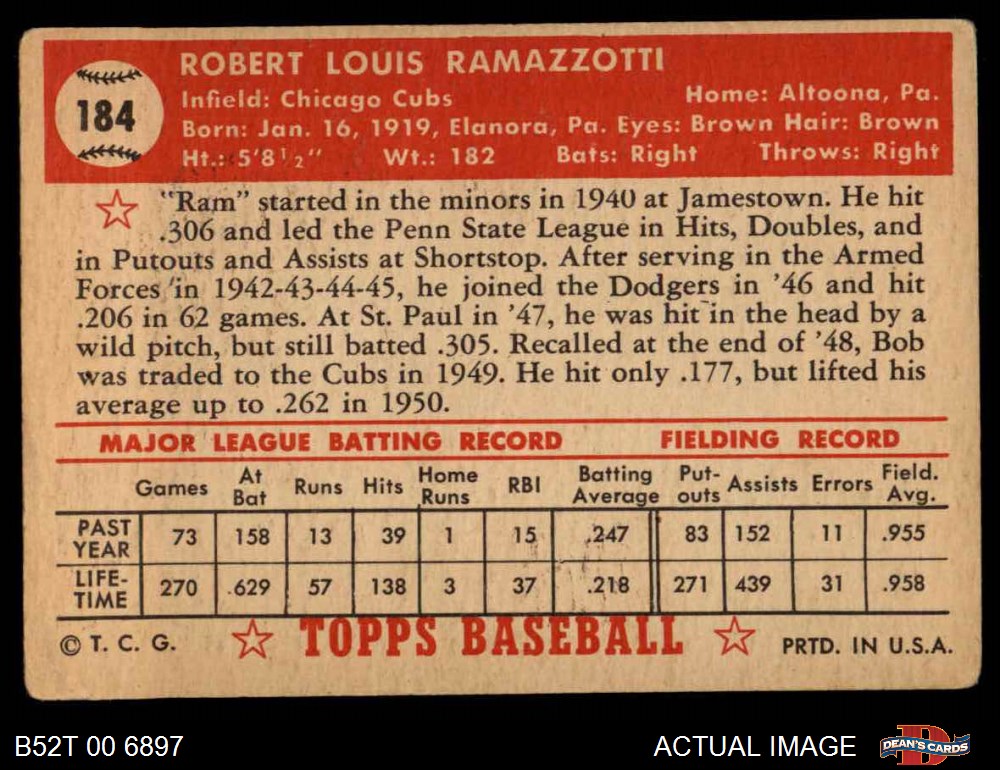 184
ROBERT LOUIS RAMAZZOTTI
Infield: Chicago Cubs Home: Altoona, Pa.
Born: Jan. 16, 1919, Elanora, Pa. Eyes: Brown Hair: Brown
Ht.: 5'8½" Wt.: 182 Bats: Right Throws: Right
"Ram" started in the minors in 1940 at Jamestown. He hit
.306 and led the Penn State League in Hits, Doubles, and
in Putouts and Assists at Shortstop. After serving in the Armed
Forces in 1942-43-44-45, he joined the Dodgers in '46 and hit
.206 in 62 games. At St. Paul in '47, he was hit in the head by a
wild pitch, but still batted .305. Recalled at the end of '48, Bob
was traded to the Cubs in 1949. He hit only .177, but lifted his
average up to .262 in 1950.
MAJOR LEAGUE BATTING RECORD FIELDING RECORD
Games At Bat Runs Hits Home Runs RBI Batting Average Put-outs Assists Errors Field. Avg.
PAST YEAR 73 158 13 39 1 15 .247 83 152 11 .955
LIFE-TIME 270 629 57 138 3 37 .218 271 439 31 .958
© T. C. G. ☆ TOPPS BASEBALL ☆ PRTD. IN U.S.A.
B52T 00 6897 ACTUAL IMAGE DEAN'S CARDS